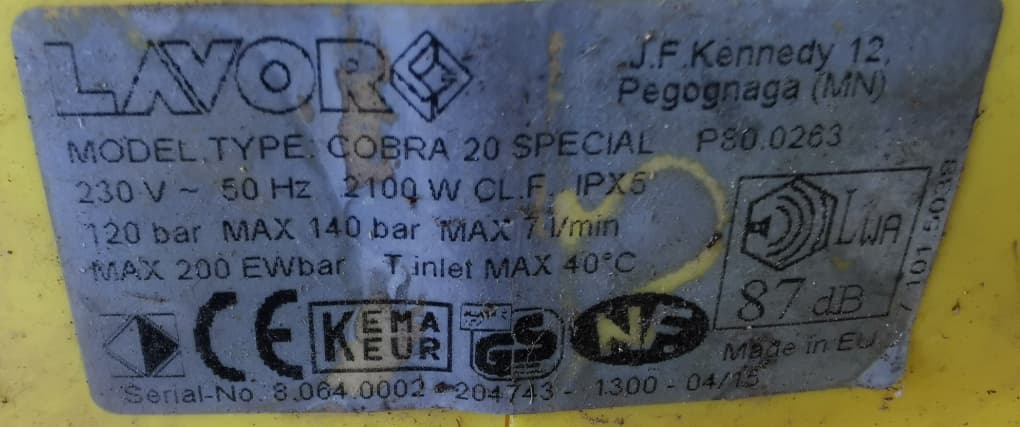 LAVOR
J.F.Kennedy 12,
Pegognaga (MN)
MODEL,TYPE: COBRA 20 SPECIAL P80.0263
230 V ~ 50 Hz 2100 W CL.F. IPX5
120 bar MAX 140 bar MAX 7 l/min
MAX 200 EWbar T inlet MAX 40°C
LWA
87 dB
CE KEMA KEUR GS NF
Made in EU
Serial-No. 8.064.0002 - 204743 - 1300 - 04/15